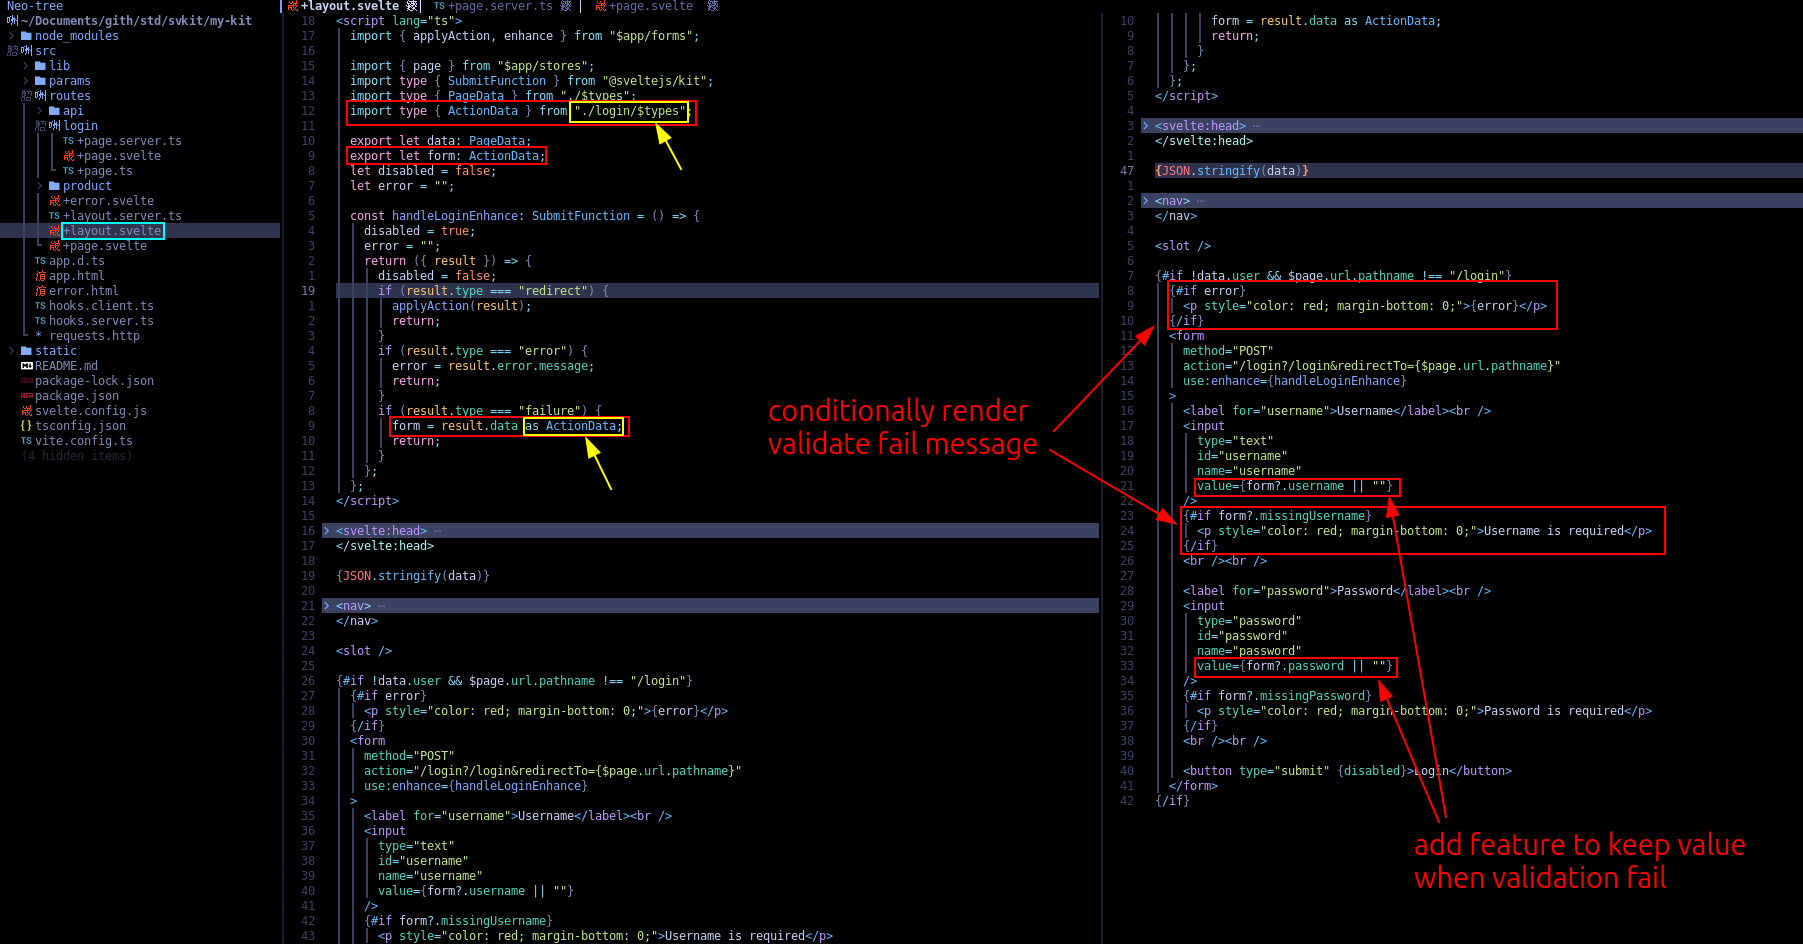 Neo-tree
~/Documents/gith/std/svkit/my-kit
node_modules
src
lib
params
routes
api
login
TS +page.server.ts
+page.svelte
TS +page.ts
product
+error.svelte
TS +layout.server.ts
+layout.svelte
+page.svelte
TS app.d.ts
app.html
error.html
TS hooks.client.ts
TS hooks.server.ts
* requests.http
static
README.md
package-lock.json
package.json
svelte.config.js
{} tsconfig.json
TS vite.config.ts
(4 hidden items)
+layout.svelte TS +page.server.ts +page.svelte
18 <script lang="ts">
17 import { applyAction, enhance } from "$app/forms";
16
15 import { page } from "$app/stores";
14 import type { SubmitFunction } from "@sveltejs/kit";
13 import type { PageData } from "./$types";
12 import type { ActionData } from "./login/$types";
11
10 export let data: PageData;
9 export let form: ActionData;
8 let disabled = false;
7 let error = "";
6
5 const handleLoginEnhance: SubmitFunction = () => {
4 disabled = true;
3 error = "";
2 return ({ result }) => {
1 disabled = false;
19 if (result.type === "redirect") {
1 applyAction(result);
2 return;
3 }
4 if (result.type === "error") {
5 error = result.error.message;
6 return;
7 }
8 if (result.type === "failure") {
9 form = result.data as ActionData;
10 return;
11 }
12 };
13 };
14 </script>
15
16 <svelte:head> ⋯
17 </svelte:head>
18
19 {JSON.stringify(data)}
20
21 <nav> ⋯
22 </nav>
23
24 <slot />
25
26 {#if !data.user && $page.url.pathname !== "/login"}
27 {#if error}
28 <p style="color: red; margin-bottom: 0;">{error}</p>
29 {/if}
30 <form
31 method="POST"
32 action="/login?/login&redirectTo={$page.url.pathname}"
33 use:enhance={handleLoginEnhance}
34 >
35 <label for="username">Username</label><br />
36 <input
37 type="text"
38 id="username"
39 name="username"
40 value={form?.username || ""}
41 />
42 {#if form?.missingUsername}
43 <p style="color: red; margin-bottom: 0;">Username is required</p>
10 form = result.data as ActionData;
9 return;
8 }
7 };
6 };
5 </script>
4
3 <svelte:head> ⋯
2 </svelte:head>
1
47 {JSON.stringify(data)}
1
2 <nav> ⋯
3 </nav>
4
5 <slot />
6
7 {#if !data.user && $page.url.pathname !== "/login"}
8 {#if error}
9 <p style="color: red; margin-bottom: 0;">{error}</p>
10 {/if}
11 <form
12 method="POST"
13 action="/login?/login&redirectTo={$page.url.pathname}"
14 use:enhance={handleLoginEnhance}
15 >
16 <label for="username">Username</label><br />
17 <input
18 type="text"
19 id="username"
20 name="username"
21 value={form?.username || ""}
22 />
23 {#if form?.missingUsername}
24 <p style="color: red; margin-bottom: 0;">Username is required</p>
25 {/if}
26 <br /><br />
27
28 <label for="password">Password</label><br />
29 <input
30 type="password"
31 id="password"
32 name="password"
33 value={form?.password || ""}
34 />
35 {#if form?.missingPassword}
36 <p style="color: red; margin-bottom: 0;">Password is required</p>
37 {/if}
38 <br /><br />
39
40 <button type="submit" {disabled}>Login</button>
41 </form>
42 {/if}
conditionally render
validate fail message
add feature to keep value
when validation fail